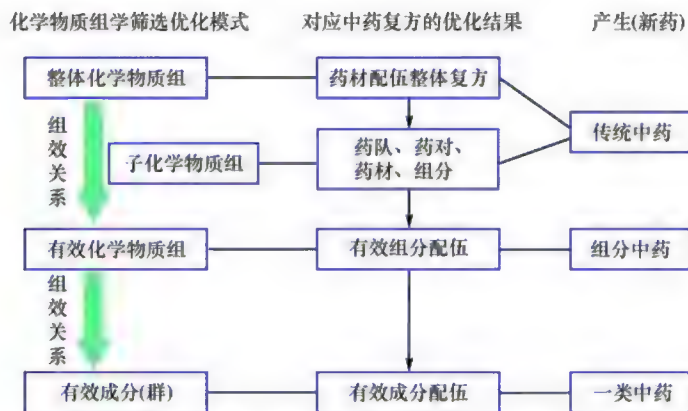 化学物质组学筛选优化模式 对应中药复方的优化结果 产生(新药)
整体化学物质组 药材配伍整体复方
组效关系
子化学物质组
药队、药对、
药材、组分
传统中药
有效化学物质组 有效组分配伍 组分中药
组效关系
有效成分(群) 有效成分配伍 一类中药